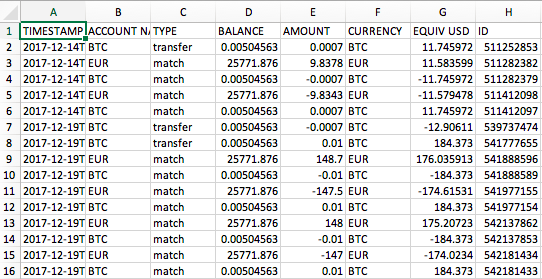 A B C D E F G H
1 TIMESTAMP ACCOUNT NA TYPE BALANCE AMOUNT CURRENCY EQUIV USD ID
2 2017-12-14T BTC transfer 0.00504563 0.0007 BTC 11.745972 511252853
3 2017-12-14T EUR match 25771.876 9.8378 EUR 11.583599 511282382
4 2017-12-14T BTC match 0.00504563 -0.0007 BTC -11.745972 511282379
5 2017-12-14T EUR match 25771.876 -9.8343 EUR -11.579478 511412098
6 2017-12-14T BTC match 0.00504563 0.0007 BTC 11.745972 511412097
7 2017-12-19T BTC transfer 0.00504563 -0.0007 BTC -12.90611 539737474
8 2017-12-19T BTC transfer 0.00504563 0.01 BTC 184.373 541777655
9 2017-12-19T EUR match 25771.876 148.7 EUR 176.035913 541888596
10 2017-12-19T BTC match 0.00504563 -0.01 BTC -184.373 541888589
11 2017-12-19T EUR match 25771.876 -147.5 EUR -174.61531 541977155
12 2017-12-19T BTC match 0.00504563 0.01 BTC 184.373 541977154
13 2017-12-19T EUR match 25771.876 148 EUR 175.20723 542137862
14 2017-12-19T BTC match 0.00504563 -0.01 BTC -184.373 542137853
15 2017-12-19T EUR match 25771.876 -147 EUR -174.0234 542181434
16 2017-12-19T BTC match 0.00504563 0.01 BTC 184.373 542181433